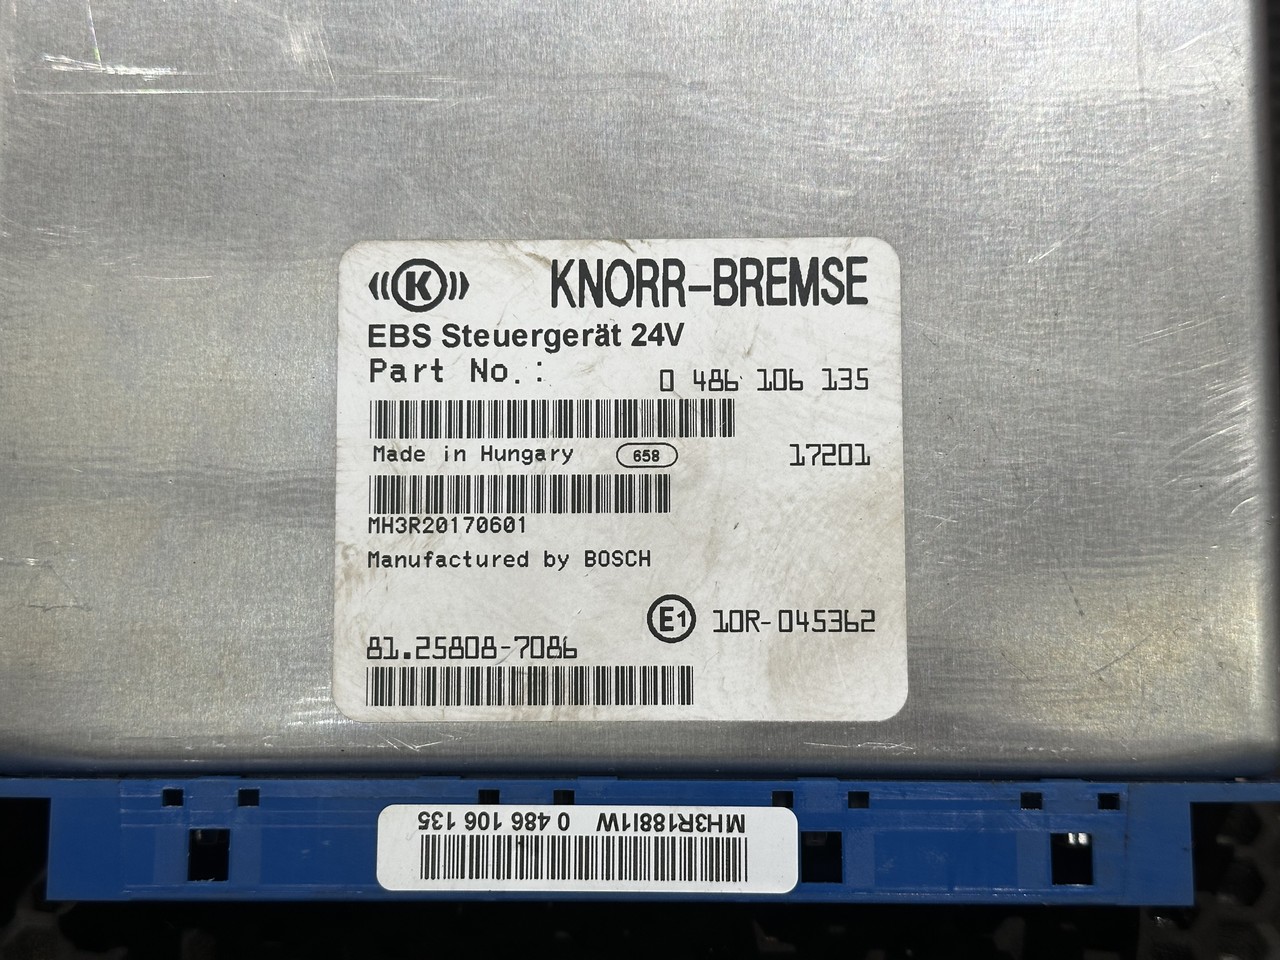 K KNORR-BREMSE
EBS Steuergerät 24V
Part No.: 0 486 106 135
Made in Hungary 658 17201
MH3R20170601
Manufactured by BOSCH
E1 10R-045362
81.25808-7086
MH3R188I1W 0 486 106 135